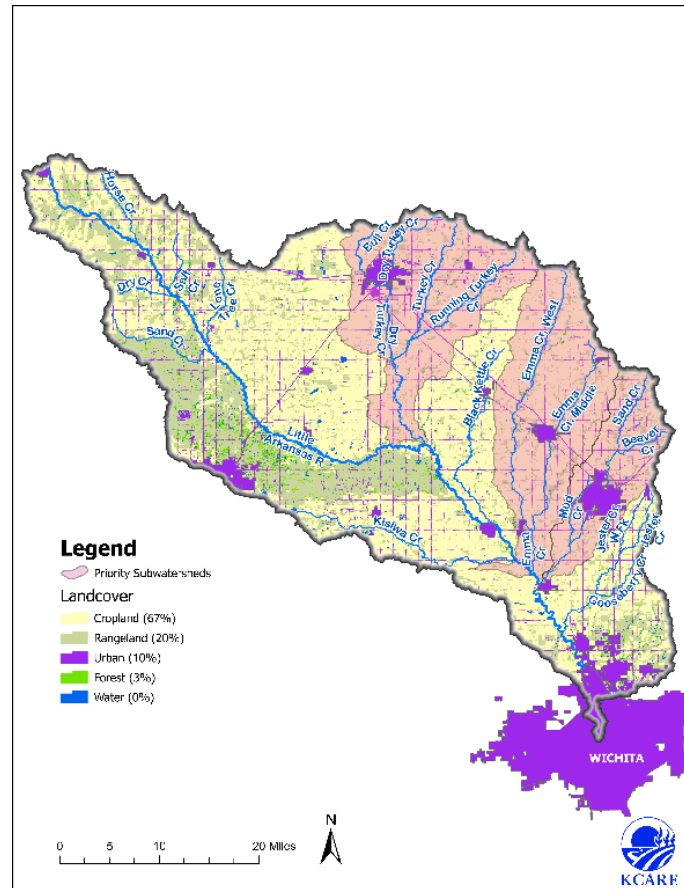 Horse Cr.
Dry Cr.
Salt Cr.
Lone Tree Cr.
Sand Cr.
Bull Cr.
Dry Turkey Cr.
Turkey Cr.
Running Turkey Cr.
Dry Turkey Cr.
Black Kettle Cr.
Emma Cr. West
Emma Cr. Middle
Sand Cr.
Beaver Cr.
Little
Arkansas R.
Kisiwa Cr.
Emma Cr.
Mud Cr.
Jester Cr. W Fk
Gooseberry Cr.
Jester Cr.
Legend
Priority Subwatersheds
Landcover
Cropland (67%)
Rangeland (20%)
Urban (10%)
Forest (3%)
Water (0%)
WICHITA
N
0 5 10 20 Miles
KCARE